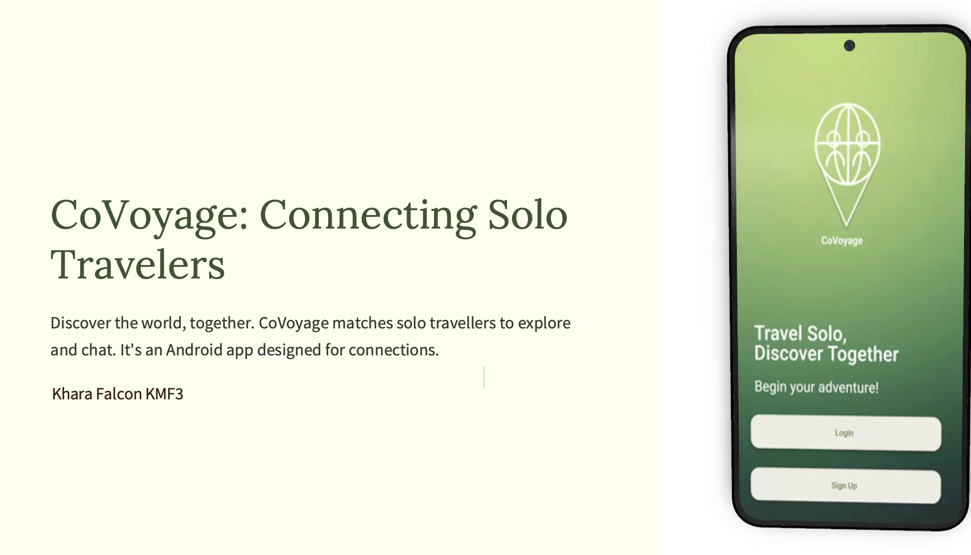 CoVoyage: Connecting Solo
Travelers
Discover the world, together. CoVoyage matches solo travellers to explore
and chat. It's an Android app designed for connections.
Khara Falcon KMF3
CoVoyage
Travel Solo,
Discover Together
Begin your adventure!
Login
Sign Up